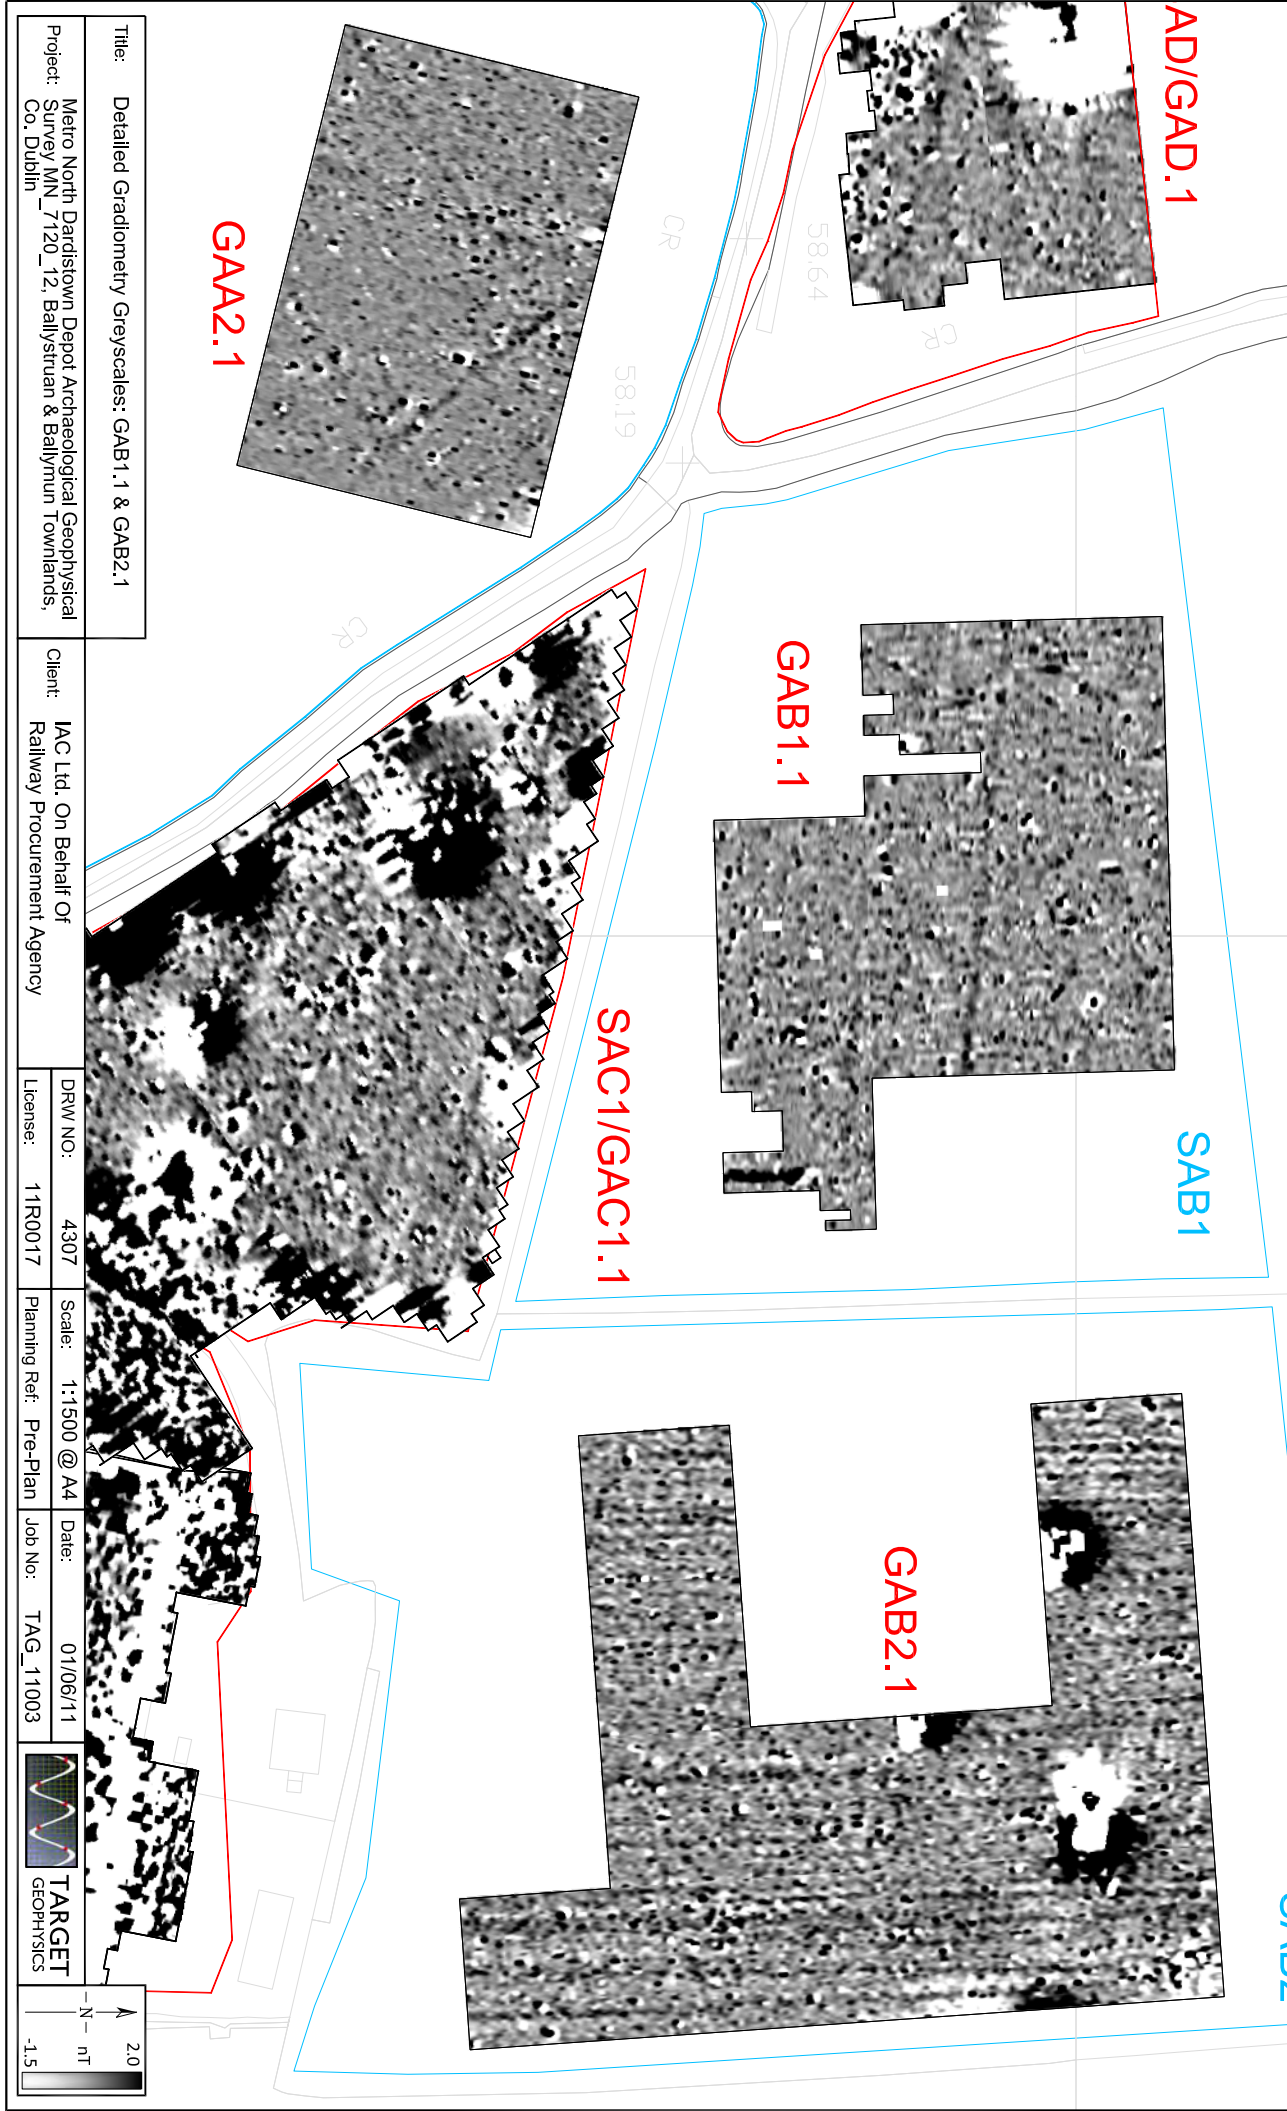 AD/GAD.1
58.64
CR
CR
58.19
CR
GAA2.1
GAB1.1
SAB1
SAC1/GAC1.1
GAB2.1
Title: Detailed Gradiometry Greyscales: GAB1.1 & GAB2.1
Project: Metro North Dardistown Depot Archaeological Geophysical
Survey MN_7120_12, Ballystruan & Ballymun Townlands,
Co. Dublin
Client: IAC Ltd. On Behalf Of
Railway Procurement Agency
DRW NO: 4307
License: 11R0017
Scale: 1:1500 @ A4
Planning Ref: Pre-Plan
Date: 01/06/11
Job No: TAG_11003
TARGET
GEOPHYSICS
N
2.0
nT
-1.5